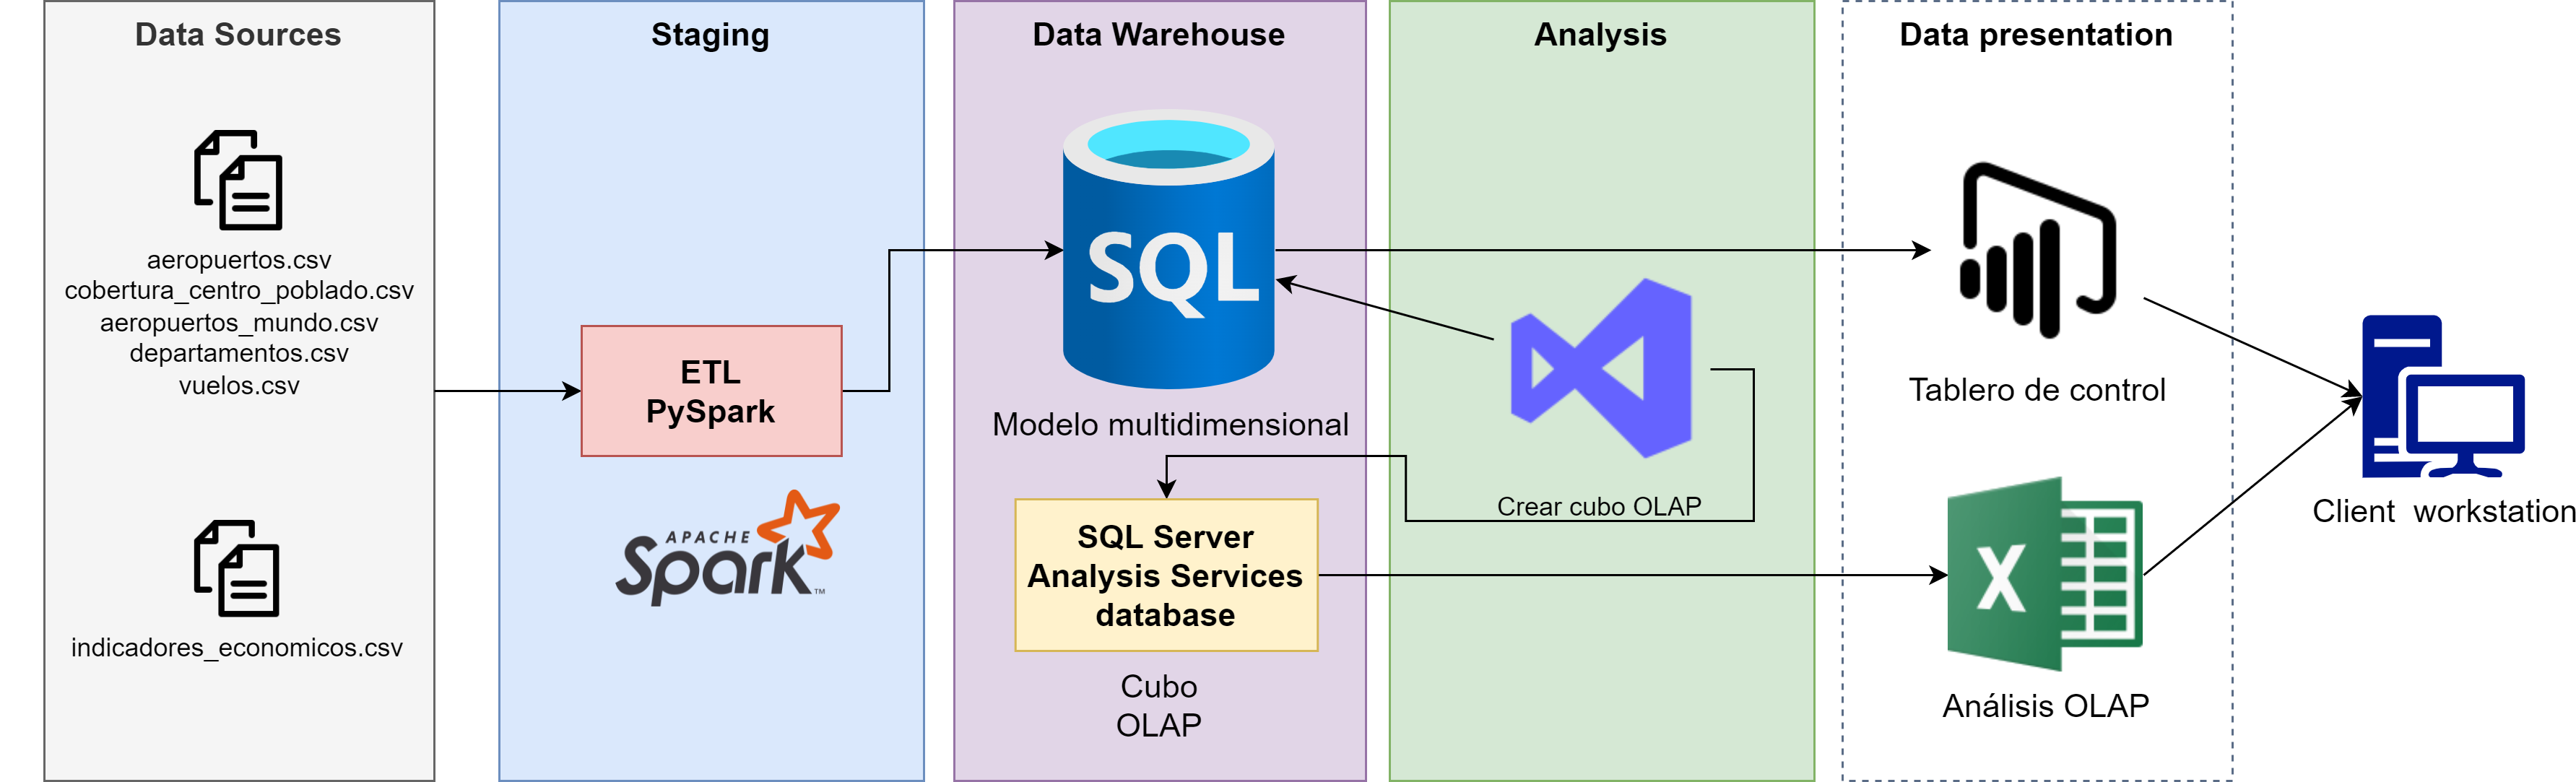 Data Sources
aeropuertos.csv
cobertura_centro_poblado.csv
aeropuertos_mundo.csv
departamentos.csv
vuelos.csv
indicadores_economicos.csv
Staging
ETL
PySpark
APACHE
Spark™
Data Warehouse
SQL
Modelo multidimensional
SQL Server
Analysis Services
database
Cubo
OLAP
Analysis
Crear cubo OLAP
Data presentation
Tablero de control
X
Análisis OLAP
Client workstation